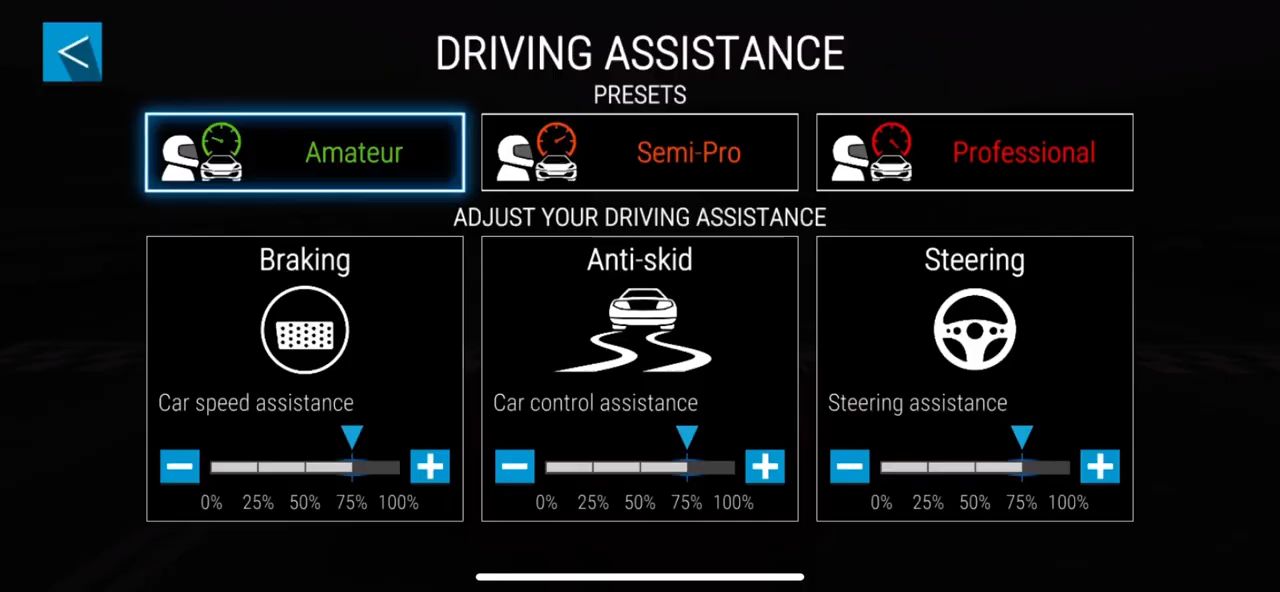 DRIVING ASSISTANCE
PRESETS
Amateur
Semi-Pro
Professional
ADJUST YOUR DRIVING ASSISTANCE
Braking
Anti-skid
Steering
Car speed assistance
Car control assistance
Steering assistance
0% 25% 50% 75% 100%
0% 25% 50% 75% 100%
0% 25% 50% 75% 100%